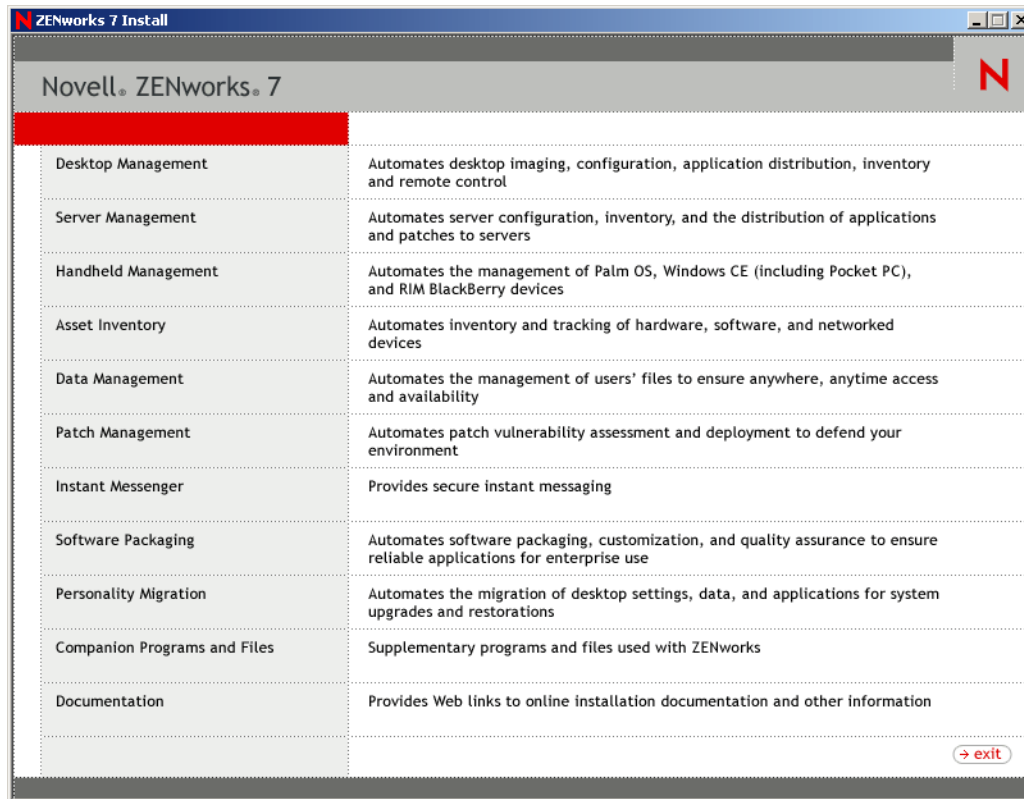 ZENworks 7 Install
Novell® ZENworks® 7
N
Desktop Management
Automates desktop imaging, configuration, application distribution, inventory
and remote control
Server Management
Automates server configuration, inventory, and the distribution of applications
and patches to servers
Handheld Management
Automates the management of Palm OS, Windows CE (including Pocket PC),
and RIM BlackBerry devices
Asset Inventory
Automates inventory and tracking of hardware, software, and networked
devices
Data Management
Automates the management of users’ files to ensure anywhere, anytime access
and availability
Patch Management
Automates patch vulnerability assessment and deployment to defend your
environment
Instant Messenger
Provides secure instant messaging
Software Packaging
Automates software packaging, customization, and quality assurance to ensure
reliable applications for enterprise use
Personality Migration
Automates the migration of desktop settings, data, and applications for system
upgrades and restorations
Companion Programs and Files
Supplementary programs and files used with ZENworks
Documentation
Provides Web links to online installation documentation and other information
→ exit